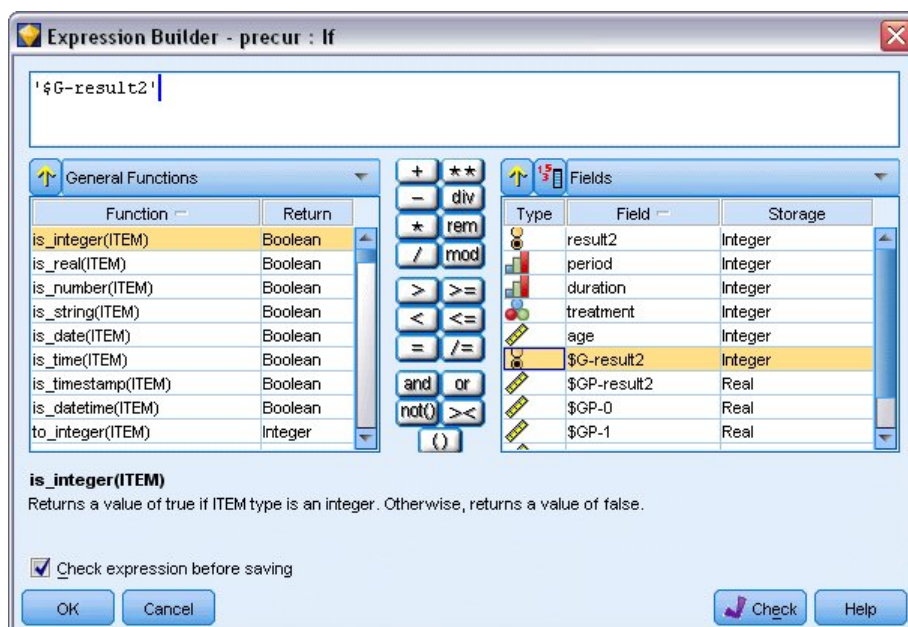 Expression Builder - precur : If
'$G-result2'
General Functions
Function Return
is_integer(ITEM) Boolean
is_real(ITEM) Boolean
is_number(ITEM) Boolean
is_string(ITEM) Boolean
is_date(ITEM) Boolean
is_time(ITEM) Boolean
is_timestamp(ITEM) Boolean
is_datetime(ITEM) Boolean
to_integer(ITEM) Integer
+ **
- div
* rem
/ mod
> >=
< <=
= /=
and or
not() ><
()
Fields
Type Field Storage
result2 Integer
period Integer
duration Integer
treatment Integer
age Integer
$G-result2 Integer
$GP-result2 Real
$GP-0 Real
$GP-1 Real
is_integer(ITEM)
Returns a value of true if ITEM type is an integer. Otherwise, returns a value of false.
Check expression before saving
OK Cancel Check Help